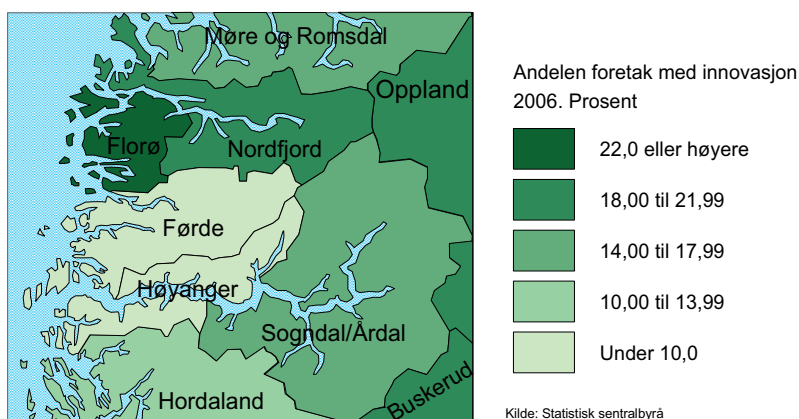 Møre og Romsdal
Oppland
Florø
Nordfjord
Førde
Høyanger
Sogndal/Årdal
Hordaland
Buskerud
Andelen foretak med innovasjon
2006. Prosent
22,0 eller høyere
18,00 til 21,99
14,00 til 17,99
10,00 til 13,99
Under 10,0
Kilde: Statistisk sentralbyrå